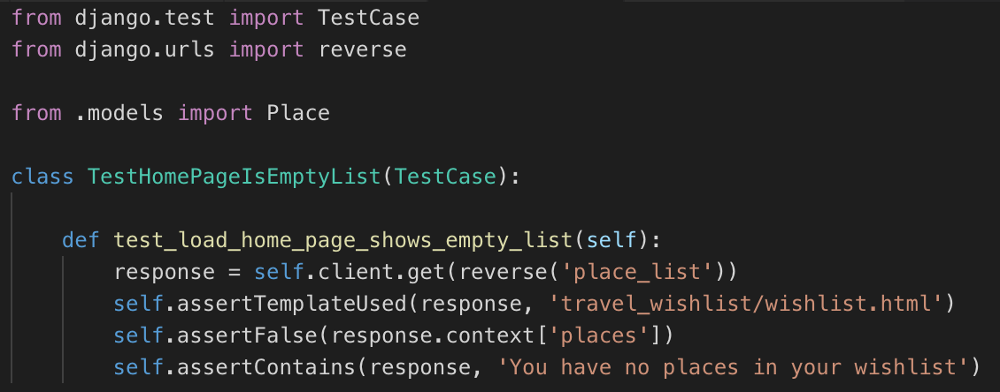 from django.test import TestCase
from django.urls import reverse
from .models import Place
class TestHomePageIsEmptyList(TestCase):
def test_load_home_page_shows_empty_list(self):
response = self.client.get(reverse('place_list'))
self.assertTemplateUsed(response, 'travel_wishlist/wishlist.html')
self.assertFalse(response.context['places'])
self.assertContains(response, 'You have no places in your wishlist')